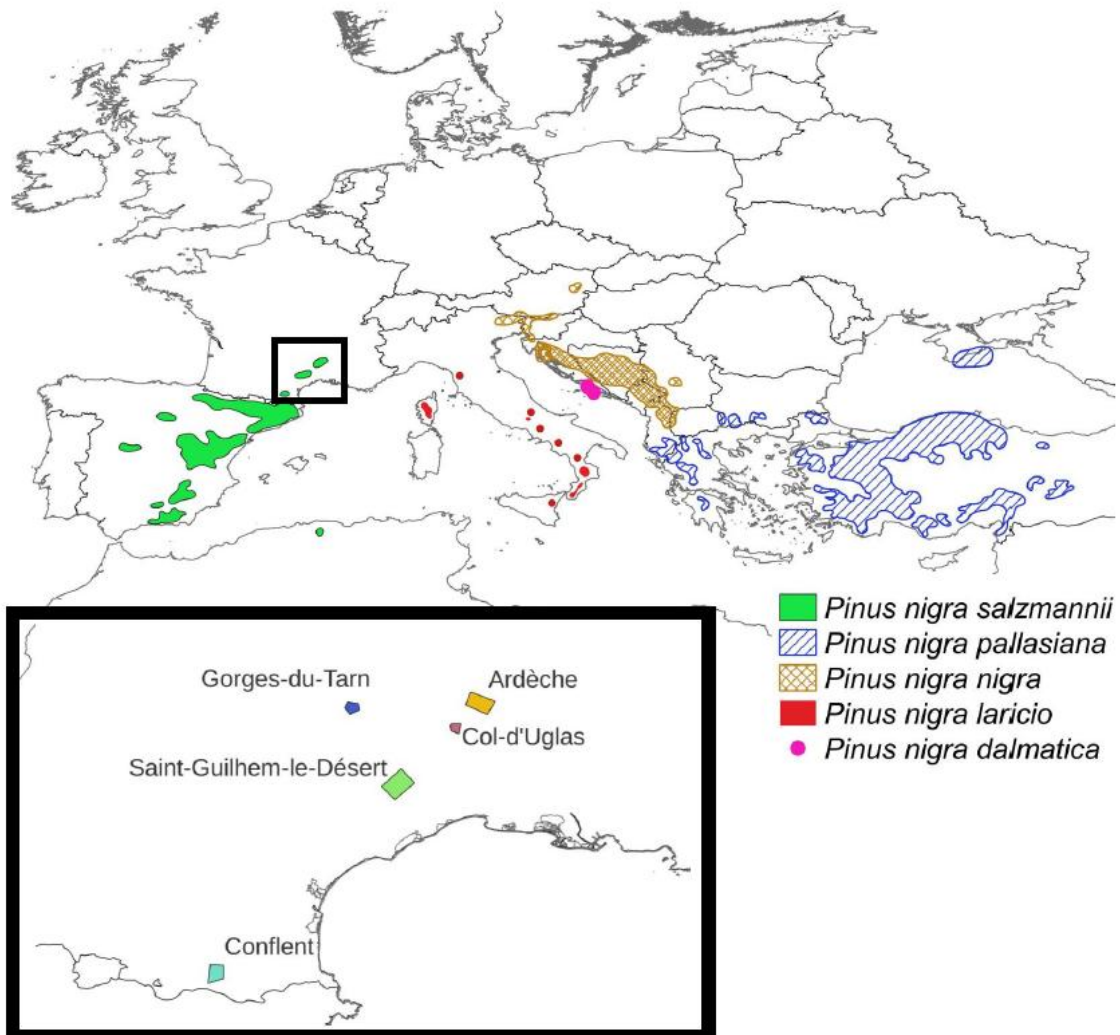 Pinus nigra salzmannii
Pinus nigra pallasiana
Pinus nigra nigra
Pinus nigra laricio
Pinus nigra dalmatica
Gorges-du-Tarn
Ardèche
Col-d'Uglas
Saint-Guilhem-le-Désert
Conflent